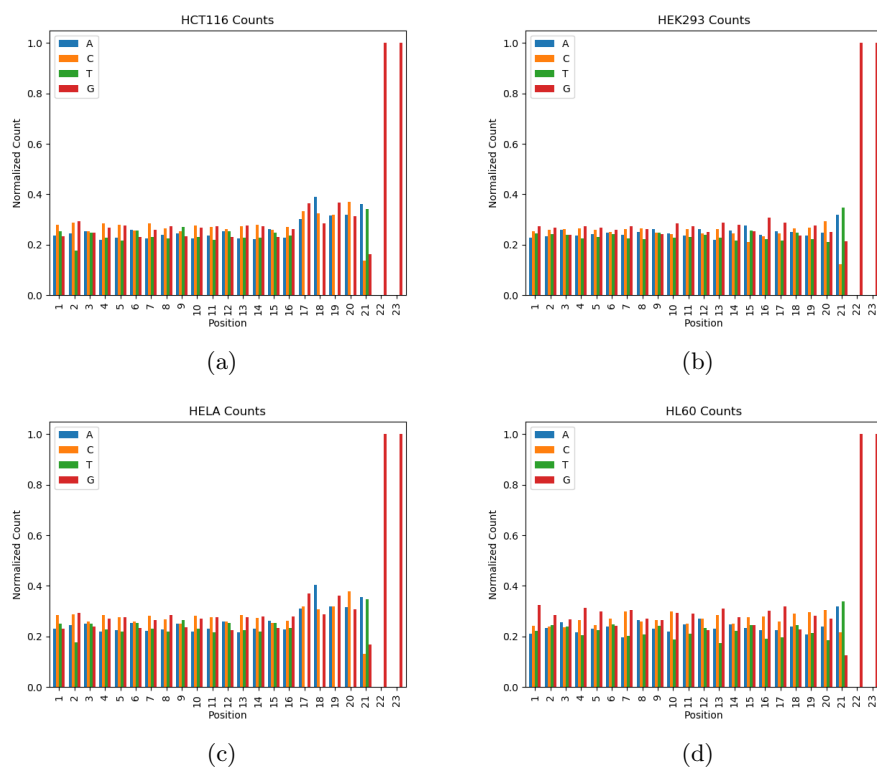 HCT116 Counts
1.0
0.8
0.6
0.4
0.2
0.0
Normalized Count
A
C
T
G
1 2 3 4 5 6 7 8 9 10 11 12 13 14 15 16 17 18 19 20 21 22 23
Position
(a)
HEK293 Counts
1.0
0.8
0.6
0.4
0.2
0.0
Normalized Count
A
C
T
G
1 2 3 4 5 6 7 8 9 10 11 12 13 14 15 16 17 18 19 20 21 22 23
Position
(b)
HELA Counts
1.0
0.8
0.6
0.4
0.2
0.0
Normalized Count
A
C
T
G
1 2 3 4 5 6 7 8 9 10 11 12 13 14 15 16 17 18 19 20 21 22 23
Position
(c)
HL60 Counts
1.0
0.8
0.6
0.4
0.2
0.0
Normalized Count
A
C
T
G
1 2 3 4 5 6 7 8 9 10 11 12 13 14 15 16 17 18 19 20 21 22 23
Position
(d)